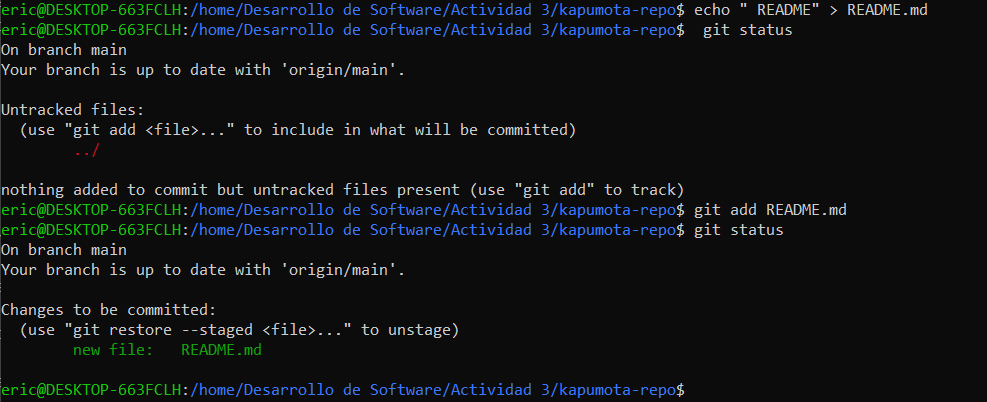 eric@DESKTOP-663FCLH:/home/Desarrollo de Software/Actividad 3/kapumota-repo$ echo " README" > README.md
eric@DESKTOP-663FCLH:/home/Desarrollo de Software/Actividad 3/kapumota-repo$  git status
On branch main
Your branch is up to date with 'origin/main'.
Untracked files:
  (use "git add <file>..." to include in what will be committed)
        ../
nothing added to commit but untracked files present (use "git add" to track)
eric@DESKTOP-663FCLH:/home/Desarrollo de Software/Actividad 3/kapumota-repo$ git add README.md
eric@DESKTOP-663FCLH:/home/Desarrollo de Software/Actividad 3/kapumota-repo$ git status
On branch main
Your branch is up to date with 'origin/main'.
Changes to be committed:
  (use "git restore --staged <file>..." to unstage)
        new file:   README.md
eric@DESKTOP-663FCLH:/home/Desarrollo de Software/Actividad 3/kapumota-repo$